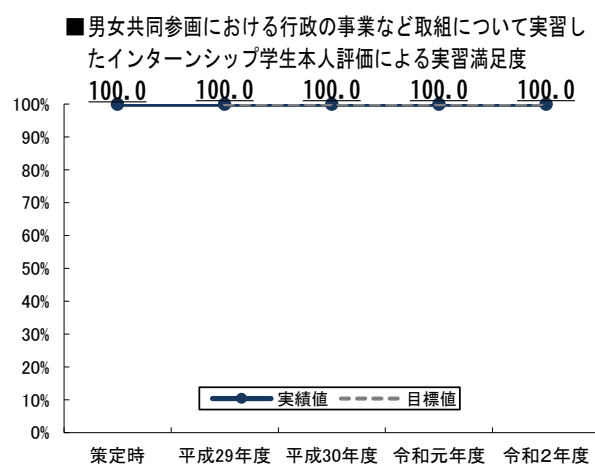 ■男女共同参画における行政の事業など取組について実習し
たインターンシップ学生本人評価による実習満足度
100.0 100.0 100.0 100.0 100.0
100%
90%
80%
70%
60%
50%
40%
30%
20%
10%
0%
実績値 目標値
策定時 平成29年度 平成30年度 令和元年度 令和2年度